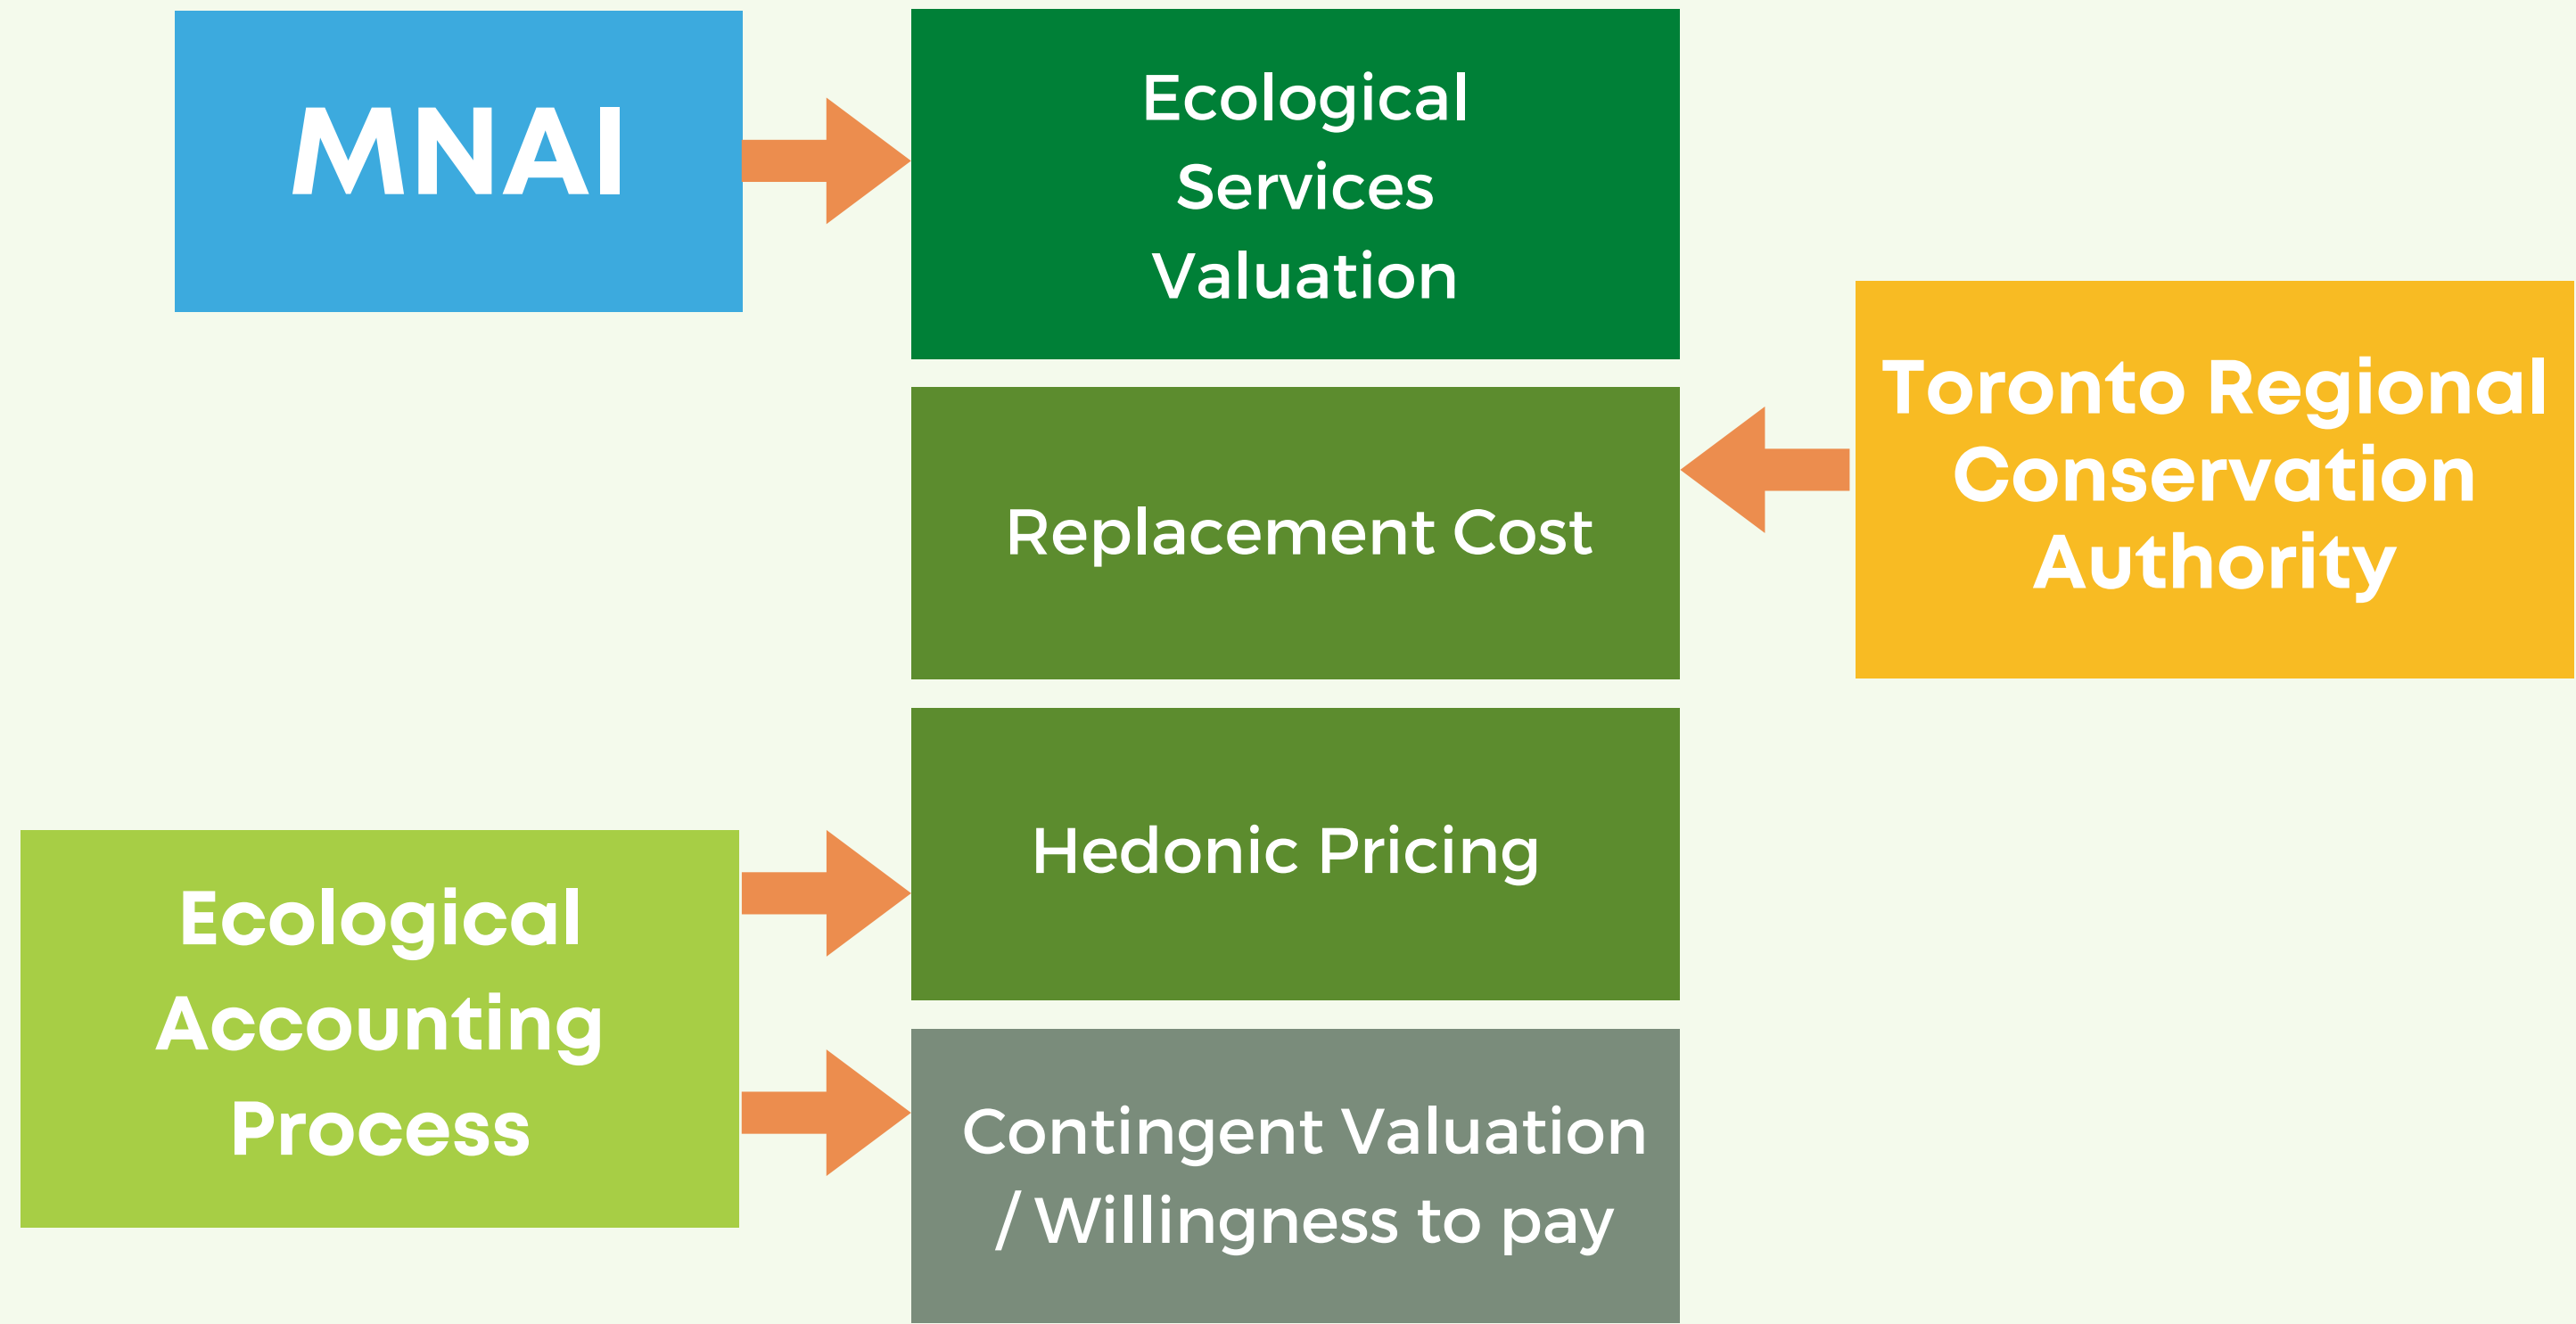 MNAI
Ecological
Services
Valuation
Toronto Regional
Conservation
Authority
Replacement Cost
Hedonic Pricing
Ecological
Accounting
Process
Contingent Valuation
/ Willingness to pay